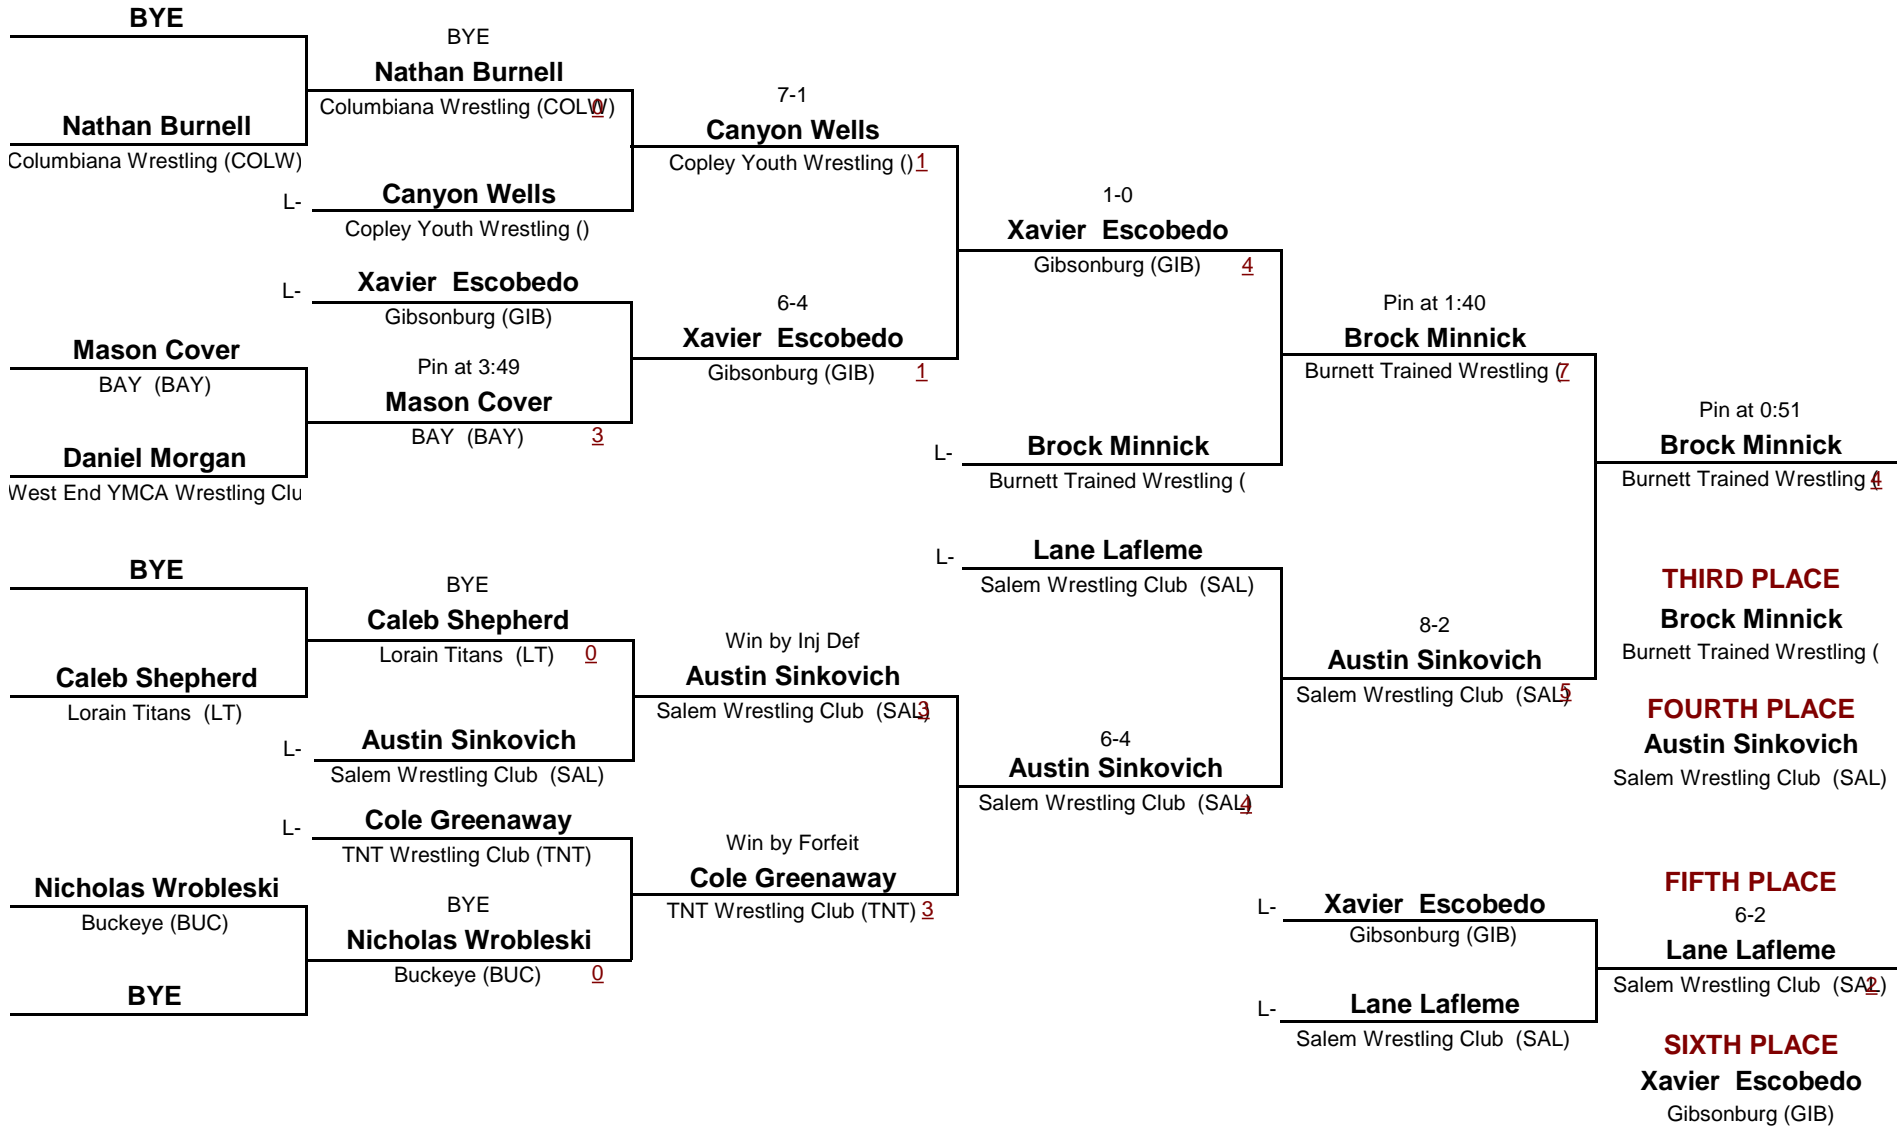 BYE
Nathan Burnell
Columbiana Wrestling (COLW)
Mason Cover
BAY (BAY)
Daniel Morgan
West End YMCA Wrestling Clu
BYE
Caleb Shepherd
Lorain Titans (LT)
Nicholas Wrobleski
Buckeye (BUC)
BYE
BYE
Nathan Burnell
Columbiana Wrestling (COLW) 0
L- Canyon Wells
Copley Youth Wrestling ()
L- Xavier Escobedo
Gibsonburg (GIB)
Pin at 3:49
Mason Cover
BAY (BAY) 3
BYE
Caleb Shepherd
Lorain Titans (LT) 0
L- Austin Sinkovich
Salem Wrestling Club (SAL)
L- Cole Greenaway
TNT Wrestling Club (TNT)
BYE
Nicholas Wrobleski
Buckeye (BUC) 0
7-1
Canyon Wells
Copley Youth Wrestling () 1
6-4
Xavier Escobedo
Gibsonburg (GIB) 1
Win by Inj Def
Austin Sinkovich
Salem Wrestling Club (SAL) 3
Win by Forfeit
Cole Greenaway
TNT Wrestling Club (TNT) 3
1-0
Xavier Escobedo
Gibsonburg (GIB) 4
L- Brock Minnick
Burnett Trained Wrestling (
L- Lane Lafleme
Salem Wrestling Club (SAL)
6-4
Austin Sinkovich
Salem Wrestling Club (SAL) 4
Pin at 1:40
Brock Minnick
Burnett Trained Wrestling ( 7
8-2
Austin Sinkovich
Salem Wrestling Club (SAL) 5
L- Xavier Escobedo
Gibsonburg (GIB)
L- Lane Lafleme
Salem Wrestling Club (SAL)
Pin at 0:51
Brock Minnick
Burnett Trained Wrestling ( 4
THIRD PLACE
Brock Minnick
Burnett Trained Wrestling (
FOURTH PLACE
Austin Sinkovich
Salem Wrestling Club (SAL)
FIFTH PLACE
6-2
Lane Lafleme
Salem Wrestling Club (SAL) 2
SIXTH PLACE
Xavier Escobedo
Gibsonburg (GIB)